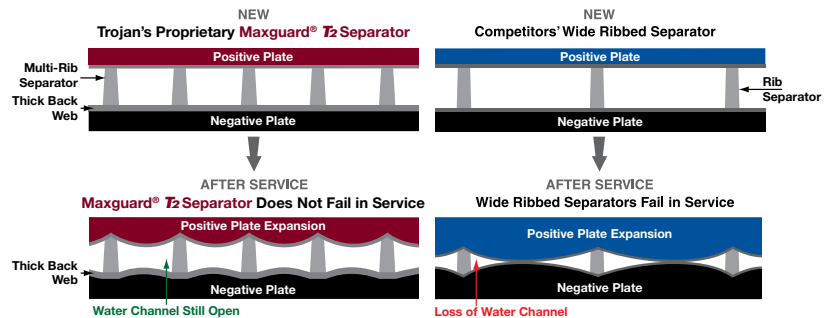 NEW
Trojan's Proprietary Maxguard® T2 Separator
Positive Plate
Multi-Rib
Separator
Thick Back
Web
Negative Plate
NEW
Competitors' Wide Ribbed Separator
Positive Plate
Rib
Separator
Negative Plate
AFTER SERVICE
Maxguard® T2 Separator Does Not Fail in Service
Positive Plate Expansion
Thick Back
Web
Negative Plate
Water Channel Still Open
AFTER SERVICE
Wide Ribbed Separators Fail in Service
Positive Plate Expansion
Negative Plate
Loss of Water Channel